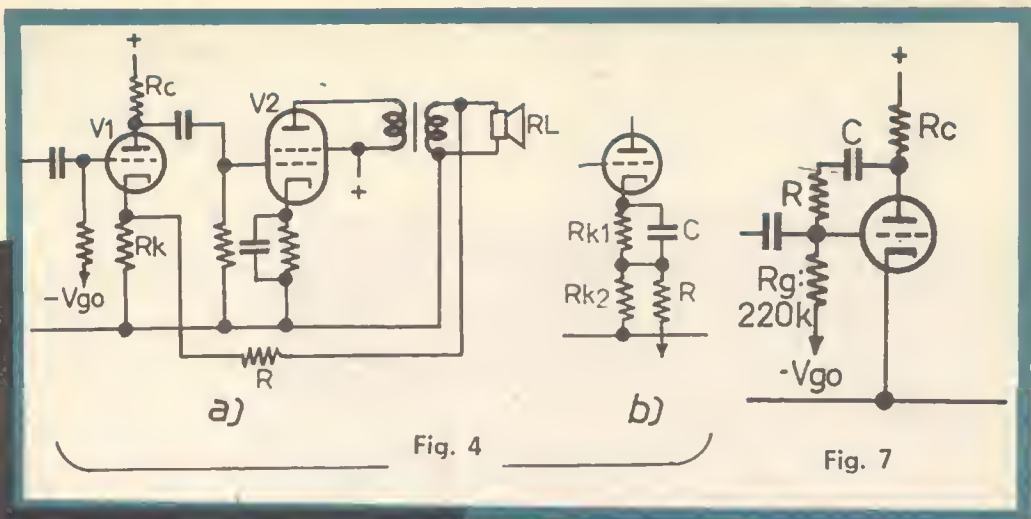 +
Rc
V1
V2
RL
Rk
-Vgo
+
R
a)
Rk1
C
Rk2
R
b)
Fig. 4
+
Rc
C
R
Rg:
220k
-Vgo
Fig. 7